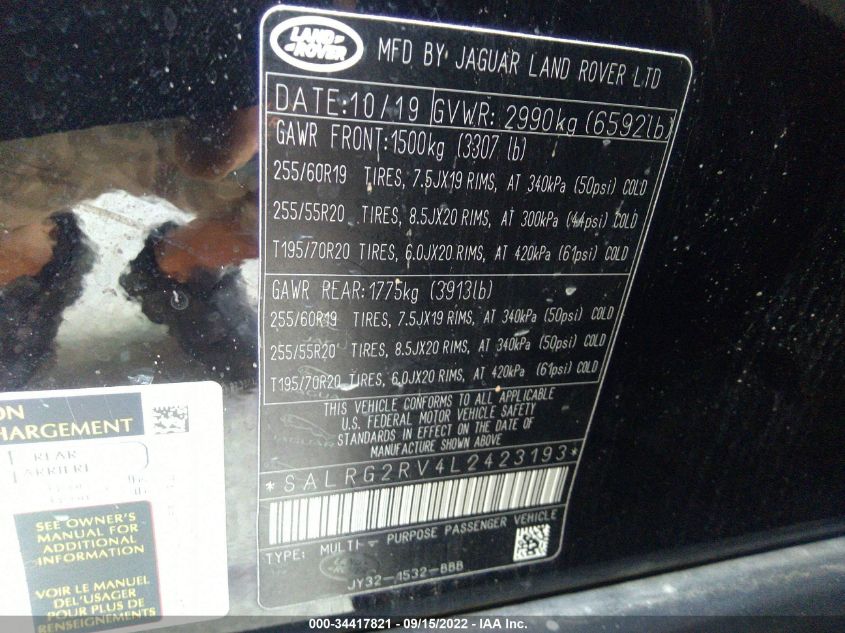 LAND ROVER
MFD BY JAGUAR LAND ROVER LTD
DATE:10/19 GVWR: 2990kg (6592lb)
GAWR FRONT:1500kg (3307 lb)
255/60R19 TIRES, 7.5JX19 RIMS, AT 340kPa (50psi) COLD
255/55R20 TIRES, 8.5JX20 RIMS, AT 300kPa (44psi) COLD
T195/70R20 TIRES, 6.0JX20 RIMS, AT 420kPa (61psi) COLD
GAWR REAR:1775kg (3913lb)
255/60R19 TIRES, 7.5JX19 RIMS, AT 340kPa (50psi) COLD
255/55R20 TIRES, 8.5JX20 RIMS, AT 340kPa (50psi) COLD
T195/70R20 TIRES, 6.0JX20 RIMS, AT 420kPa (61psi) COLD
THIS VEHICLE CONFORMS TO ALL APPLICABLE
U.S. FEDERAL MOTOR VEHICLE SAFETY
STANDARDS IN EFFECT ON THE DATE OF
MANUFACTURE SHOWN ABOVE
*SALRG2RV4L2423193*
TYPE: MULTI - PURPOSE PASSENGER VEHICLE
JY32-1532-BBB
ON
HARGEMENT
REAR
ARRIERE
SEE OWNER'S
MANUAL FOR
ADDITIONAL
INFORMATION
VOIR LE MANUEL
DEL'USAGER
POUR PLUS DE
RENSEIGNEMENTS
000-34417821 - 09/15/2022 - IAA Inc.